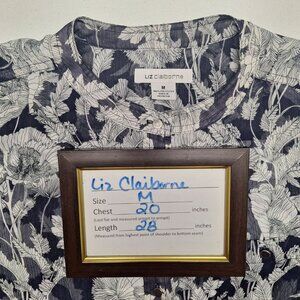 LIZ CLAIBORNE
M
Liz Claiborne
Size M
Chest 20 inches
(Laid flat and measured armpit to armpit)
Length 28 inches
(Measured from highest point of shoulder to bottom seam)